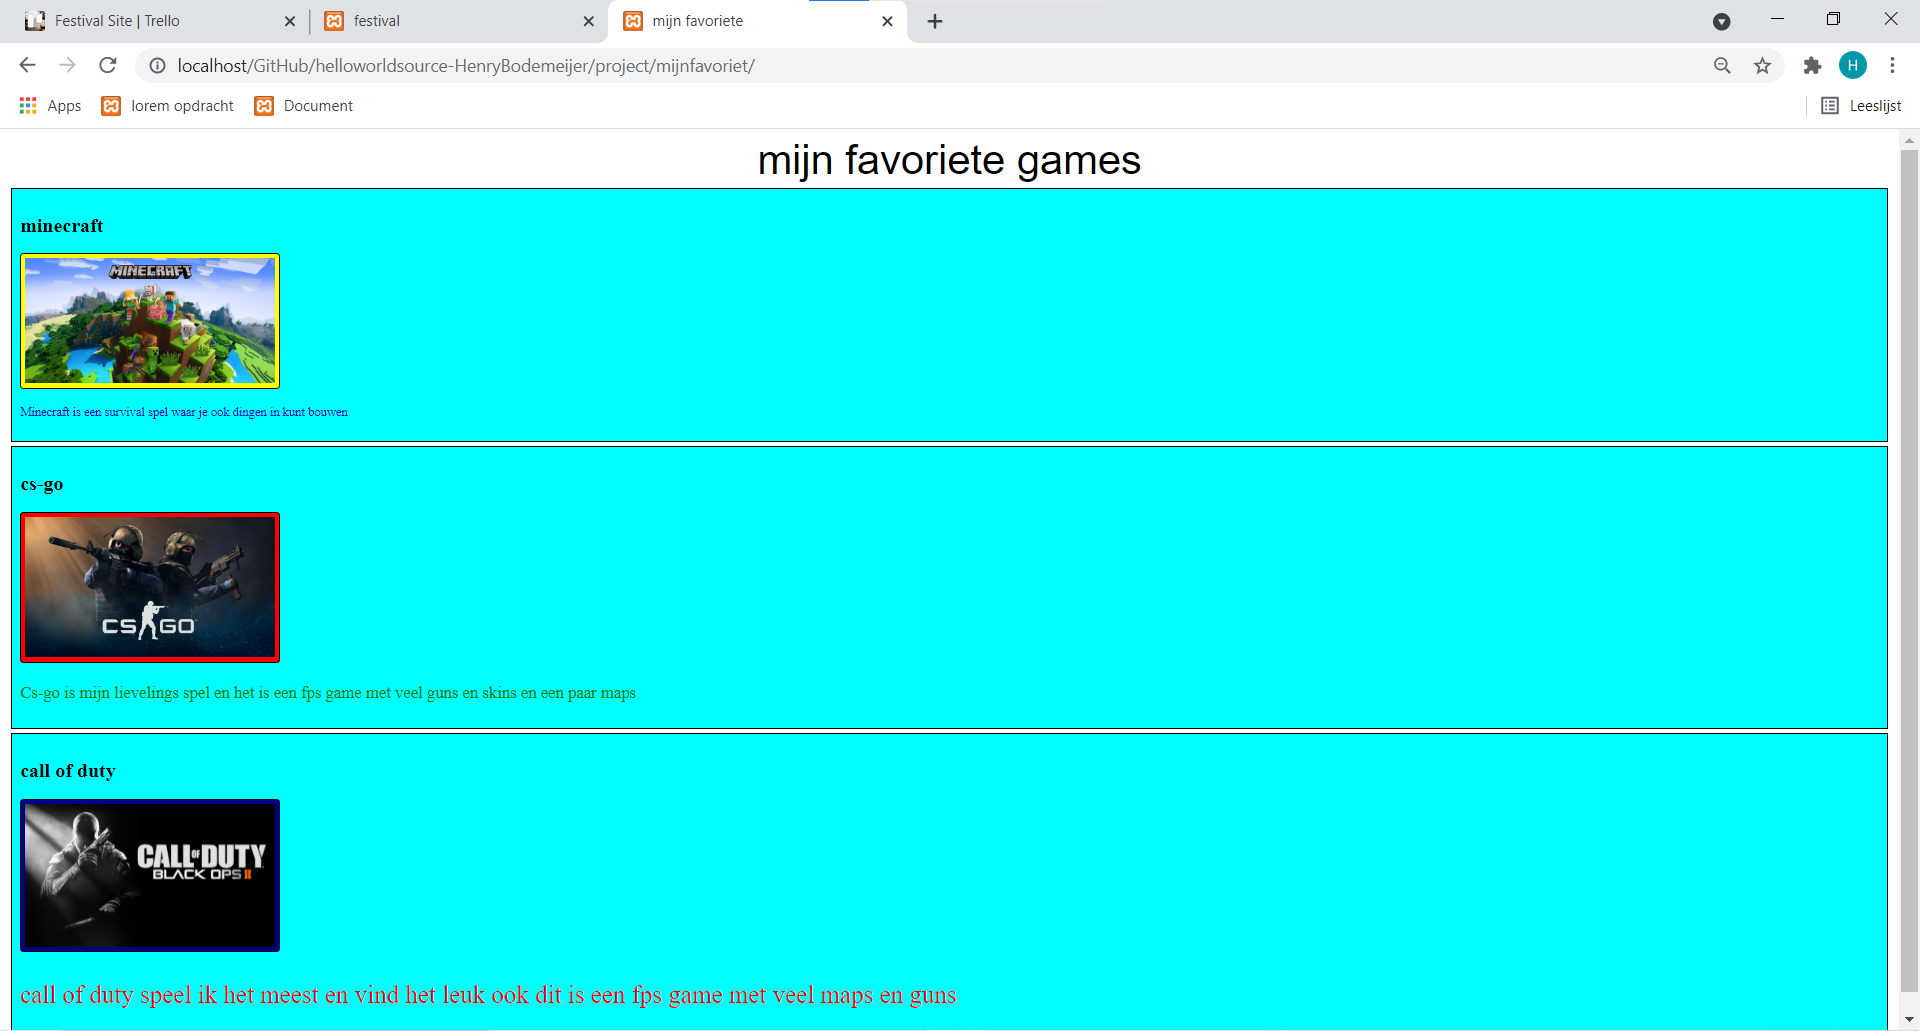 Festival Site | Trello
festival
mijn favoriete
localhost/GitHub/helloworldsource-HenryBodemeijer/project/mijnfavoriet/
H
Apps
lorem opdracht
Document
Leeslijst
mijn favoriete games
minecraft
MINECRAFT
Minecraft is een survival spel waar je ook dingen in kunt bouwen
cs-go
CS GO
Cs-go is mijn lievelings spel en het is een fps game met veel guns en skins en een paar maps
call of duty
CALL OF DUTY
BLACK OPS II
call of duty speel ik het meest en vind het leuk ook dit is een fps game met veel maps en guns